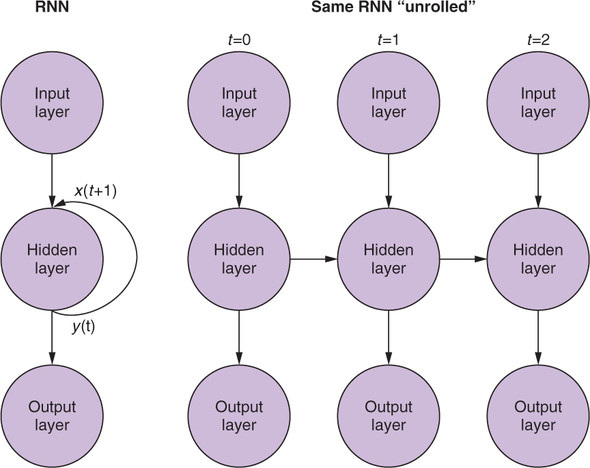 RNN
Same RNN “unrolled”
t=0
t=1
t=2
Input
layer
Input
layer
Input
layer
Input
layer
x(t+1)
Hidden
layer
Hidden
layer
Hidden
layer
Hidden
layer
y(t)
Output
layer
Output
layer
Output
layer
Output
layer